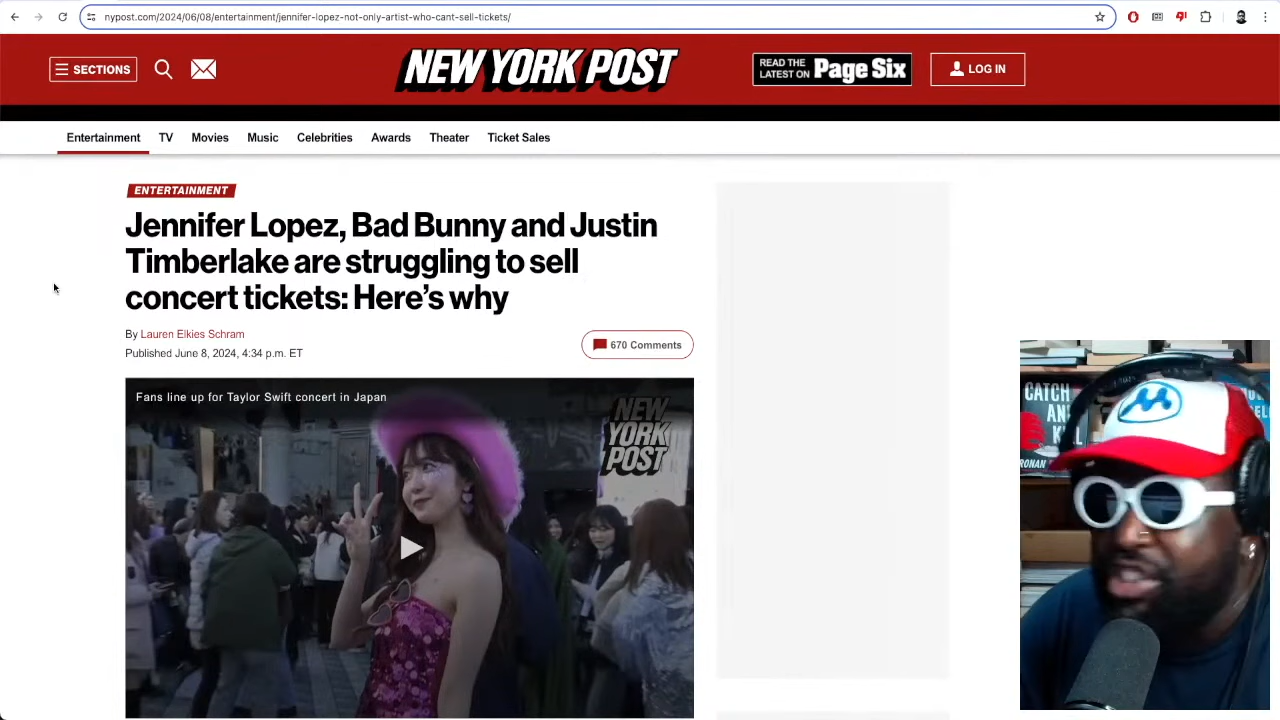 nypost.com/2024/06/08/entertainment/jennifer-lopez-not-only-artist-who-cant-sell-tickets/
SECTIONS
NEW YORK POST
READ THE
LATEST ON
Page Six
LOG IN
Entertainment
TV
Movies
Music
Celebrities
Awards
Theater
Ticket Sales
ENTERTAINMENT
Jennifer Lopez, Bad Bunny and Justin
Timberlake are struggling to sell
concert tickets: Here's why
By Lauren Elkies Schram
Published June 8, 2024, 4:34 p.m. ET
670 Comments
Fans line up for Taylor Swift concert in Japan
NEW
YORK
POST
CATCH
AN
KILL
RONAN